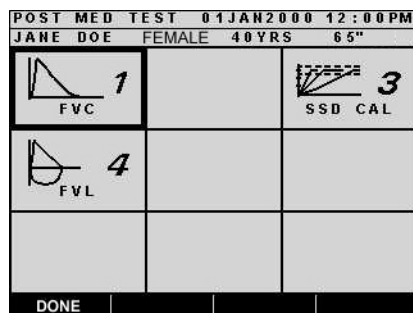 POST MED TEST 01JAN2000 12:00PM
JANE DOE FEMALE 40YRS 65"
1
FVC
3
SSD CAL
4
FVL
DONE